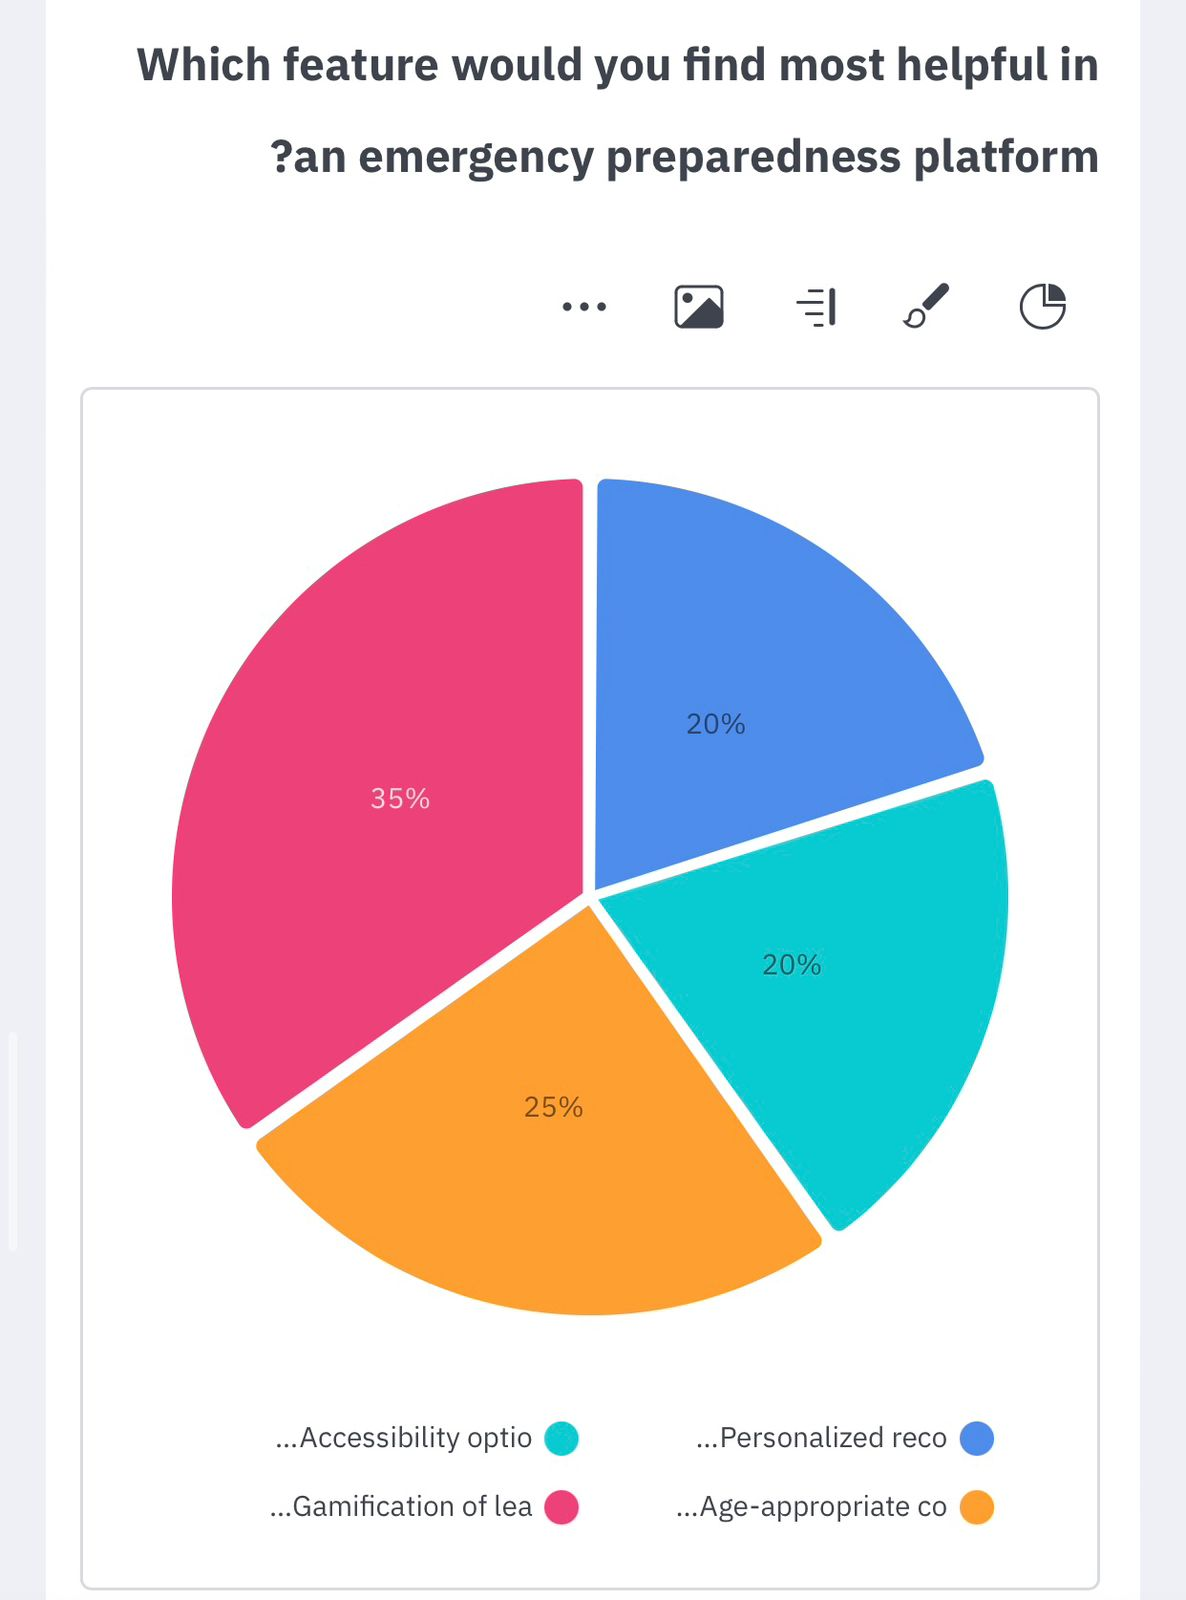 Which feature would you find most helpful in
?an emergency preparedness platform
20%
35%
20%
25%
...Personalized reco
...Accessibility optio
...Age-appropriate co
...Gamification of lea